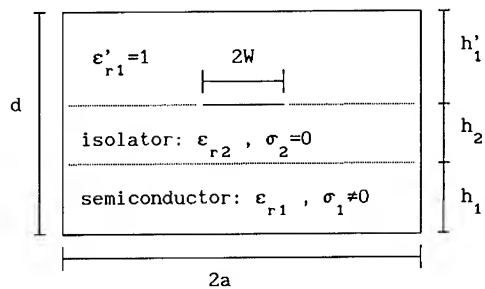 ε'r1=1
2W
h'1
d
isolator: εr2 , σ2=0
h2
semiconductor: εr1 , σ1≠0
h1
2a